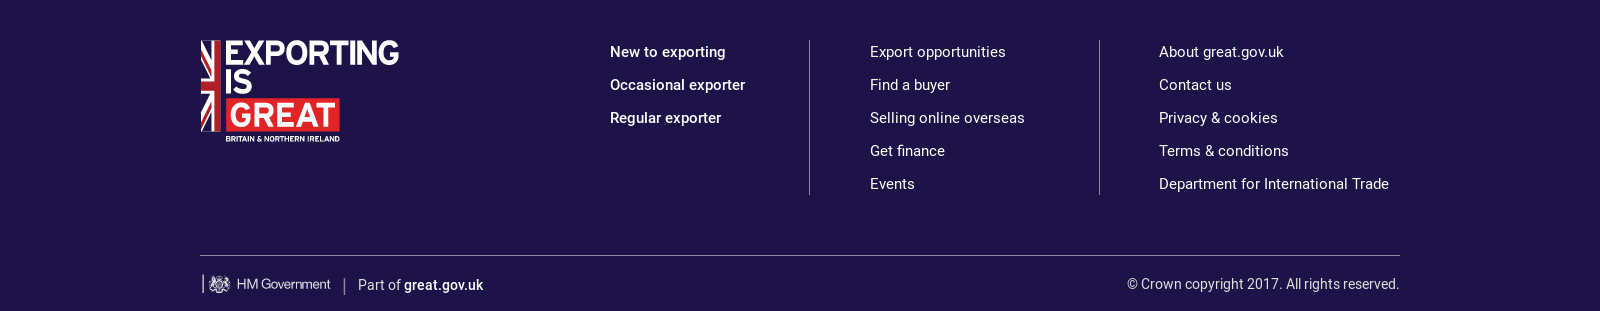 EXPORTING
IS
GREAT
BRITAIN & NORTHERN IRELAND
New to exporting
Occasional exporter
Regular exporter
Export opportunities
Find a buyer
Selling online overseas
Get finance
Events
About great.gov.uk
Contact us
Privacy & cookies
Terms & conditions
Department for International Trade
HM Government
Part of great.gov.uk
© Crown copyright 2017. All rights reserved.